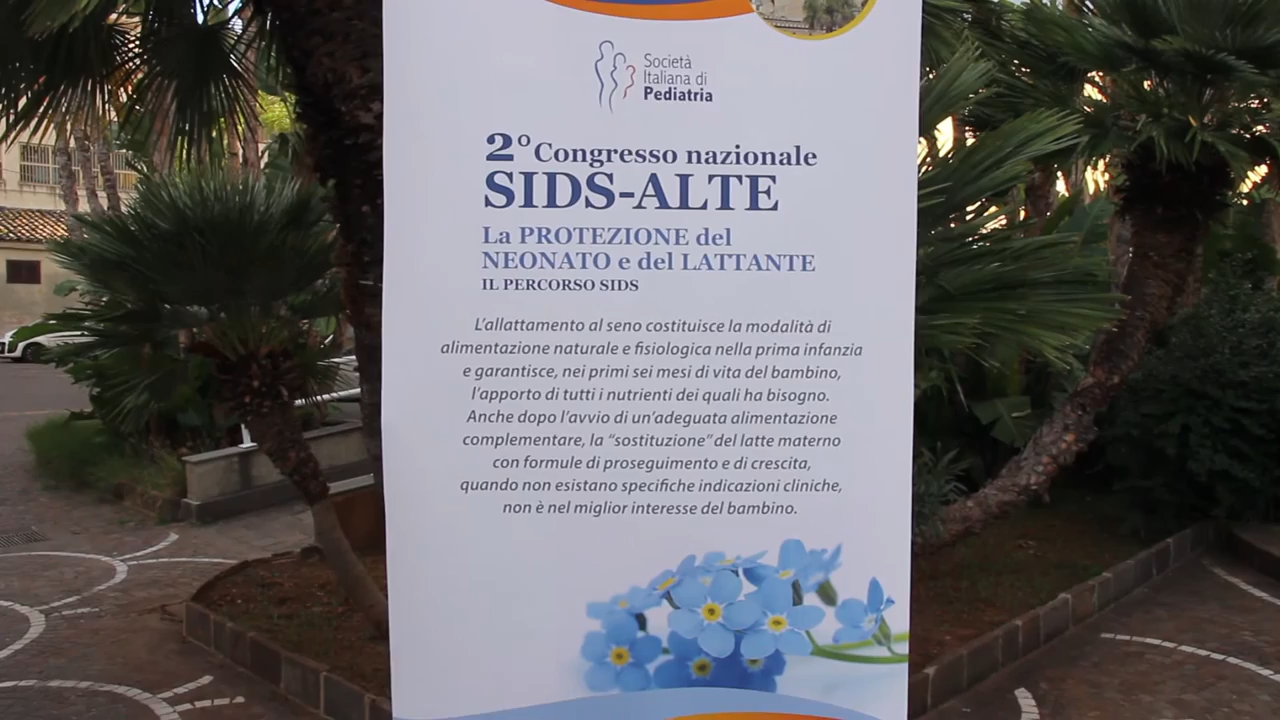 Società
Italiana di
Pediatria
2° Congresso nazionale
SIDS-ALTE
La PROTEZIONE del
NEONATO e del LATTANTE
IL PERCORSO SIDS
L'allattamento al seno costituisce la modalità di
alimentazione naturale e fisiologica nella prima infanzia
e garantisce, nei primi sei mesi di vita del bambino,
l'apporto di tutti i nutrienti dei quali ha bisogno.
Anche dopo l'avvio di un'adeguata alimentazione
complementare, la "sostituzione" del latte materno
con formule di proseguimento e di crescita,
quando non esistano specifiche indicazioni cliniche,
non è nel miglior interesse del bambino.